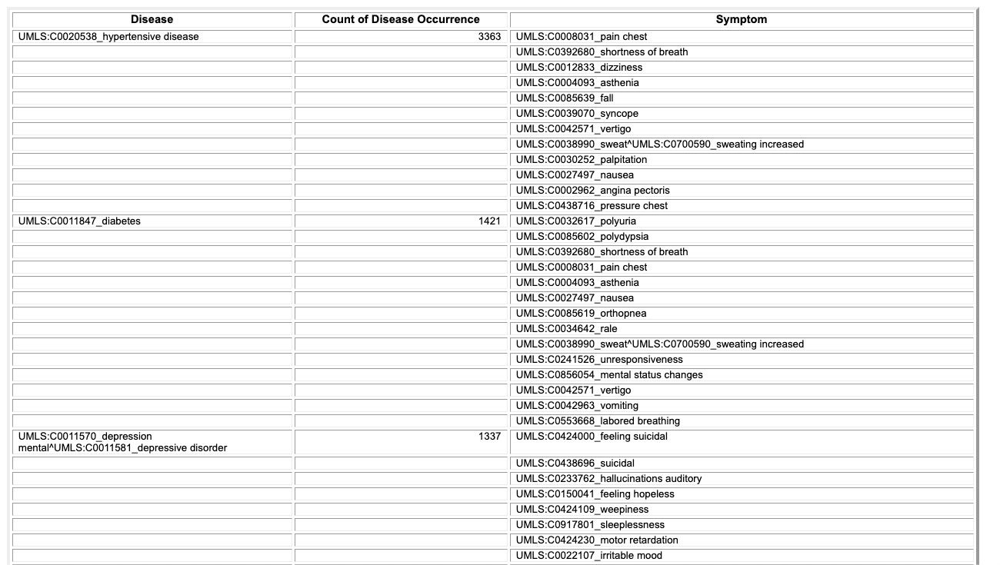 Disease Count of Disease Occurrence Symptom
UMLS:C0020538_hypertensive disease 3363 UMLS:C0008031_pain chest
UMLS:C0392680_shortness of breath
UMLS:C0012833_dizziness
UMLS:C0004093_asthenia
UMLS:C0085639_fall
UMLS:C0039070_syncope
UMLS:C0042571_vertigo
UMLS:C0038990_sweat^UMLS:C0700590_sweating increased
UMLS:C0030252_palpitation
UMLS:C0027497_nausea
UMLS:C0002962_angina pectoris
UMLS:C0438716_pressure chest
UMLS:C0011847_diabetes 1421 UMLS:C0032617_polyuria
UMLS:C0085602_polydypsia
UMLS:C0392680_shortness of breath
UMLS:C0008031_pain chest
UMLS:C0004093_asthenia
UMLS:C0027497_nausea
UMLS:C0085619_orthopnea
UMLS:C0034642_rale
UMLS:C0038990_sweat^UMLS:C0700590_sweating increased
UMLS:C0241526_unresponsiveness
UMLS:C0856054_mental status changes
UMLS:C0042571_vertigo
UMLS:C0042963_vomiting
UMLS:C0553668_labored breathing
UMLS:C0011570_depression 1337 UMLS:C0424000_feeling suicidal
mental^UMLS:C0011581_depressive disorder
UMLS:C0438696_suicidal
UMLS:C0233762_hallucinations auditory
UMLS:C0150041_feeling hopeless
UMLS:C0424109_weepiness
UMLS:C0917801_sleeplessness
UMLS:C0424230_motor retardation
UMLS:C0022107_irritable mood